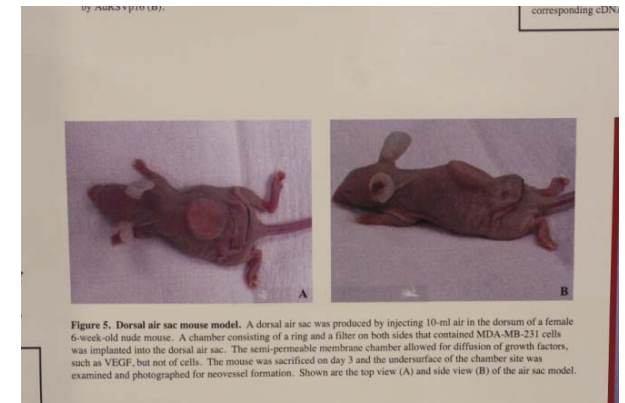 by AdRSVp16 (B).
corresponding cDNA
A
B
Figure 5. Dorsal air sac mouse model. A dorsal air sac was produced by injecting 10-ml air in the dorsum of a female
6-week-old nude mouse. A chamber consisting of a ring and a filter on both sides that contained MDA-MB-231 cells
was implanted into the dorsal air sac. The semi-permeable membrane chamber allowed for diffusion of growth factors,
such as VEGF, but not of cells. The mouse was sacrificed on day 3 and the undersurface of the chamber site was
examined and photographed for neovessel formation. Shown are the top view (A) and side view (B) of the air sac model.